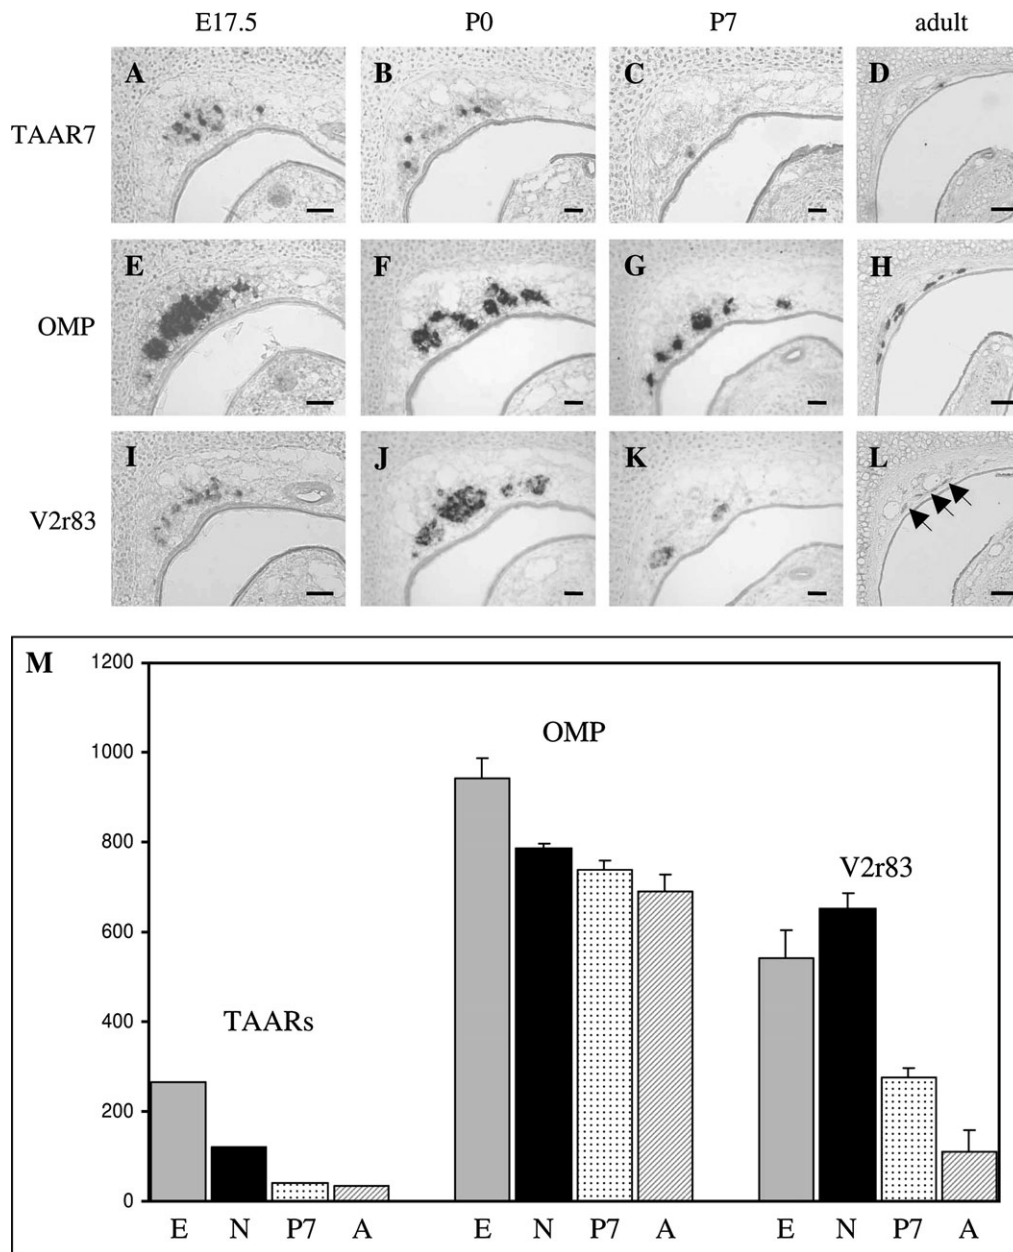 E17.5 P0 P7 adult
A B C D
TAAR7
E F G H
OMP
I J K L
V2r83
M
1200
OMP
1000
V2r83
800
600
TAARs
400
200
0
E N P7 A E N P7 A E N P7 A